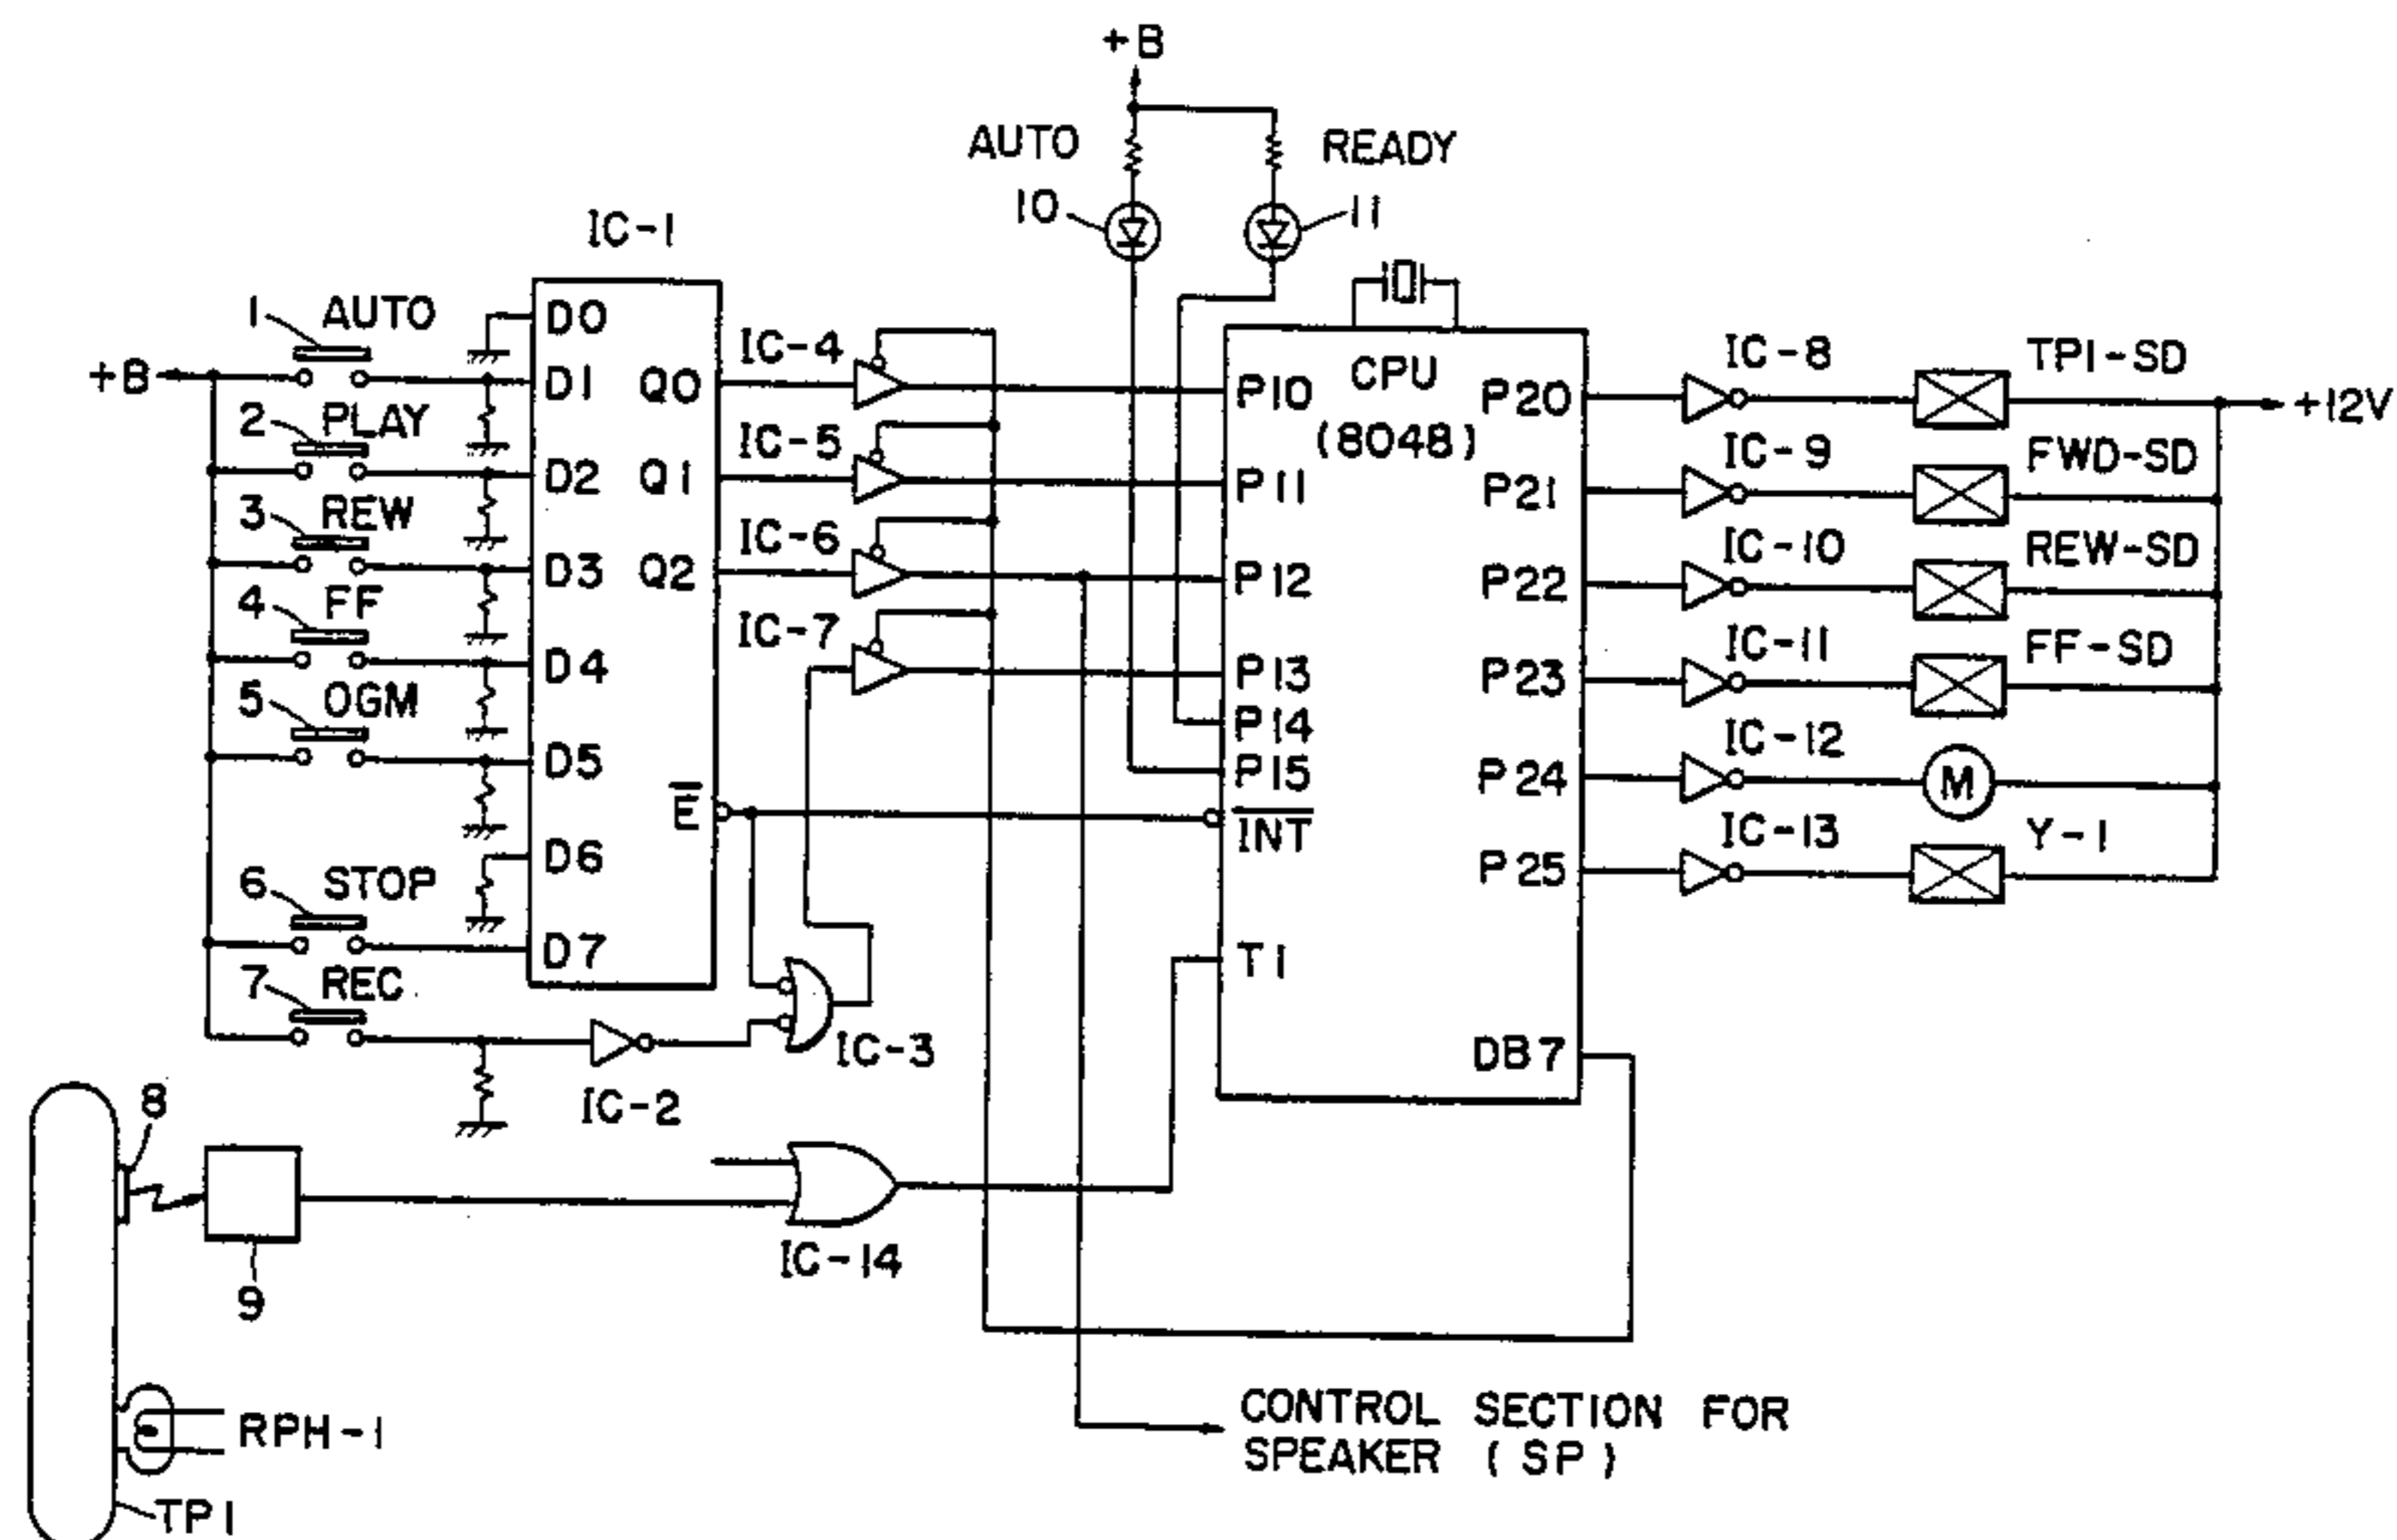 +B
AUTO
READY
10
11
IC-1
1 AUTO
+B
2 PLAY
3 REW
4 FF
5 OGM
6 STOP
7 REC
D0
D1
D2
D3
D4
D5
D6
D7
Q0
Q1
Q2
E
IC-4
IC-5
IC-6
IC-7
IC-3
IC-2
CPU
(8048)
P10
P11
P12
P13
P14
P15
INT
T1
P20
P21
P22
P23
P24
P25
DB7
IC-8
IC-9
IC-10
IC-11
IC-12
IC-13
TP1-SD
FWD-SD
REW-SD
FF-SD
M
Y-1
+12V
8
9
IC-14
RPH-1
TP1
CONTROL SECTION FOR
SPEAKER (SP)